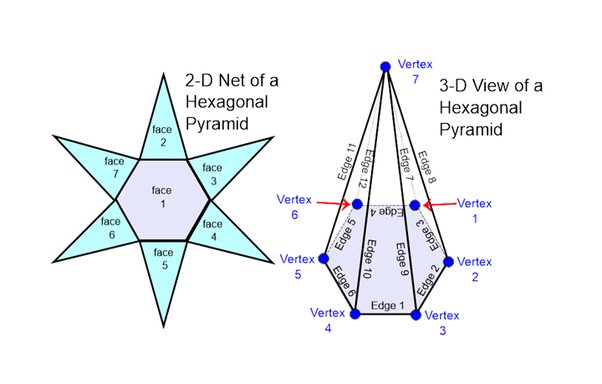 2-D Net of a
Hexagonal
Pyramid
face
2
face
7
face
3
face
1
face
6
face
4
face
5
3-D View of a
Hexagonal
Pyramid
Vertex
7
Edge 11
Edge 12
Edge 7
Edge 8
Vertex
6
Vertex
1
Edge 4
Edge 5
Edge 3
Vertex
5
Vertex
2
Edge 6
Edge 10
Edge 9
Edge 2
Edge 1
Vertex
4
Vertex
3